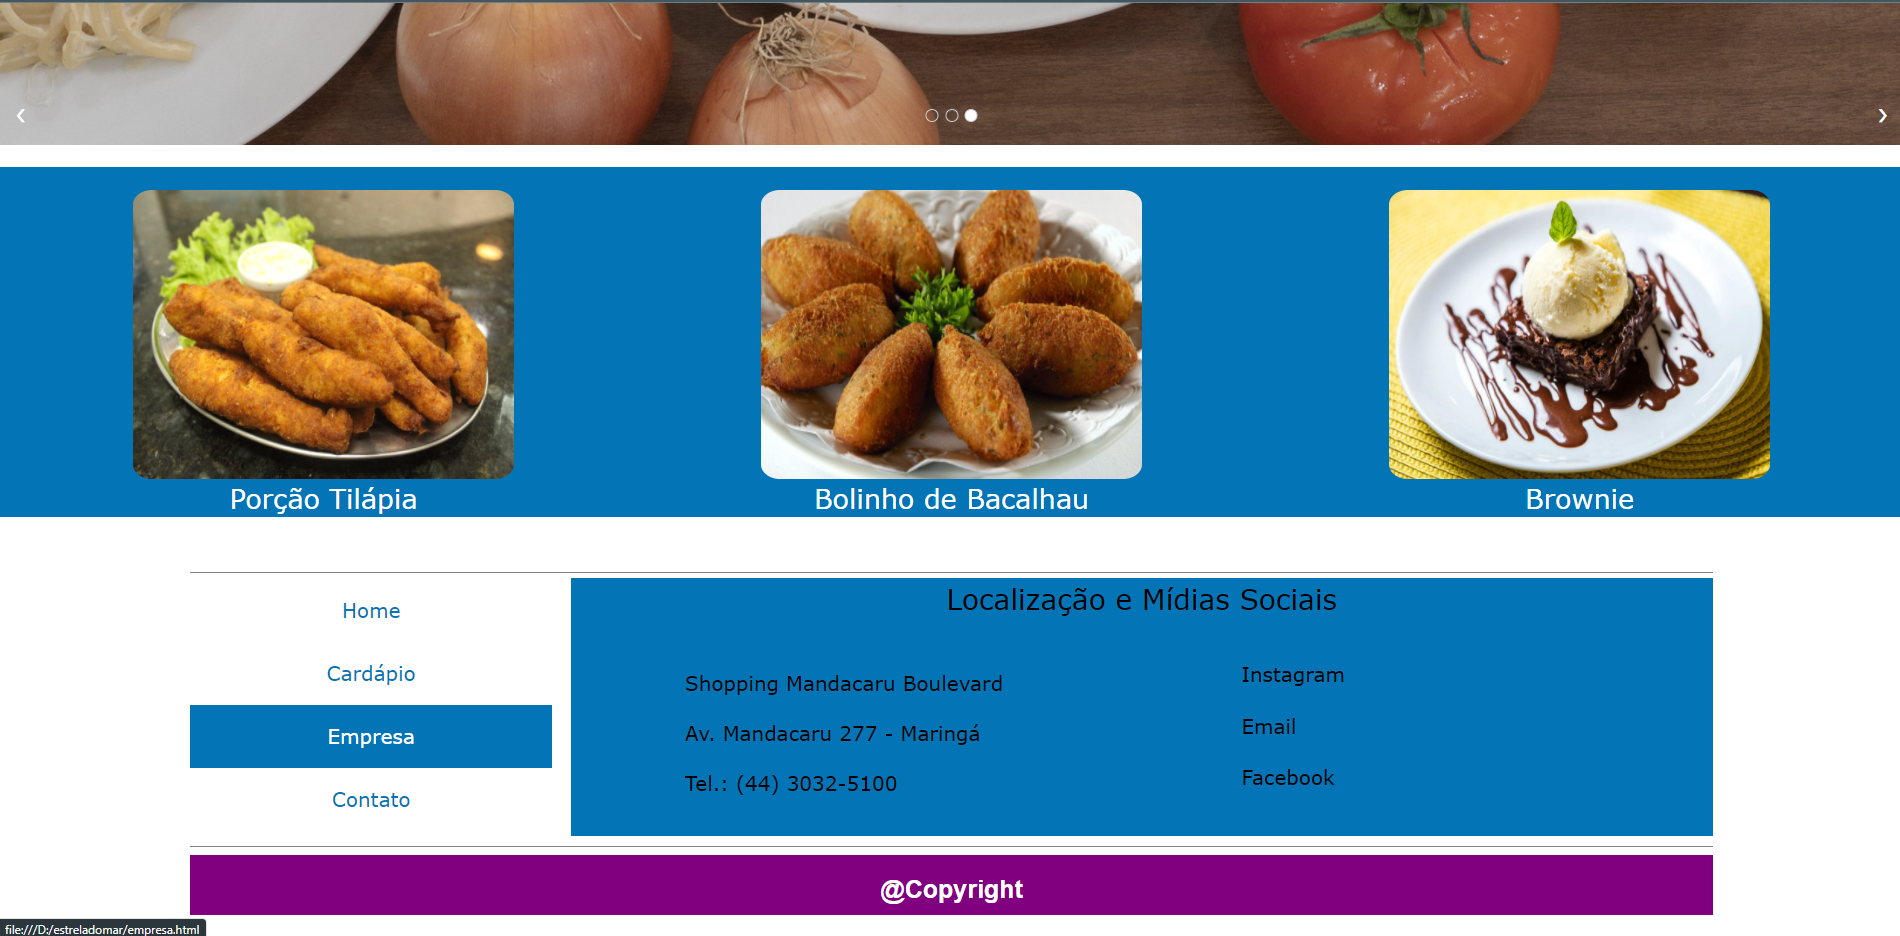 ❮
❯
Porção Tilápia
Bolinho de Bacalhau
Brownie
Home
Cardápio
Empresa
Contato
Localização e Mídias Sociais
Shopping Mandacaru Boulevard
Av. Mandacaru 277 - Maringá
Tel.: (44) 3032-5100
Instagram
Email
Facebook
@Copyright
file:///D:/estreladomar/empresa.html